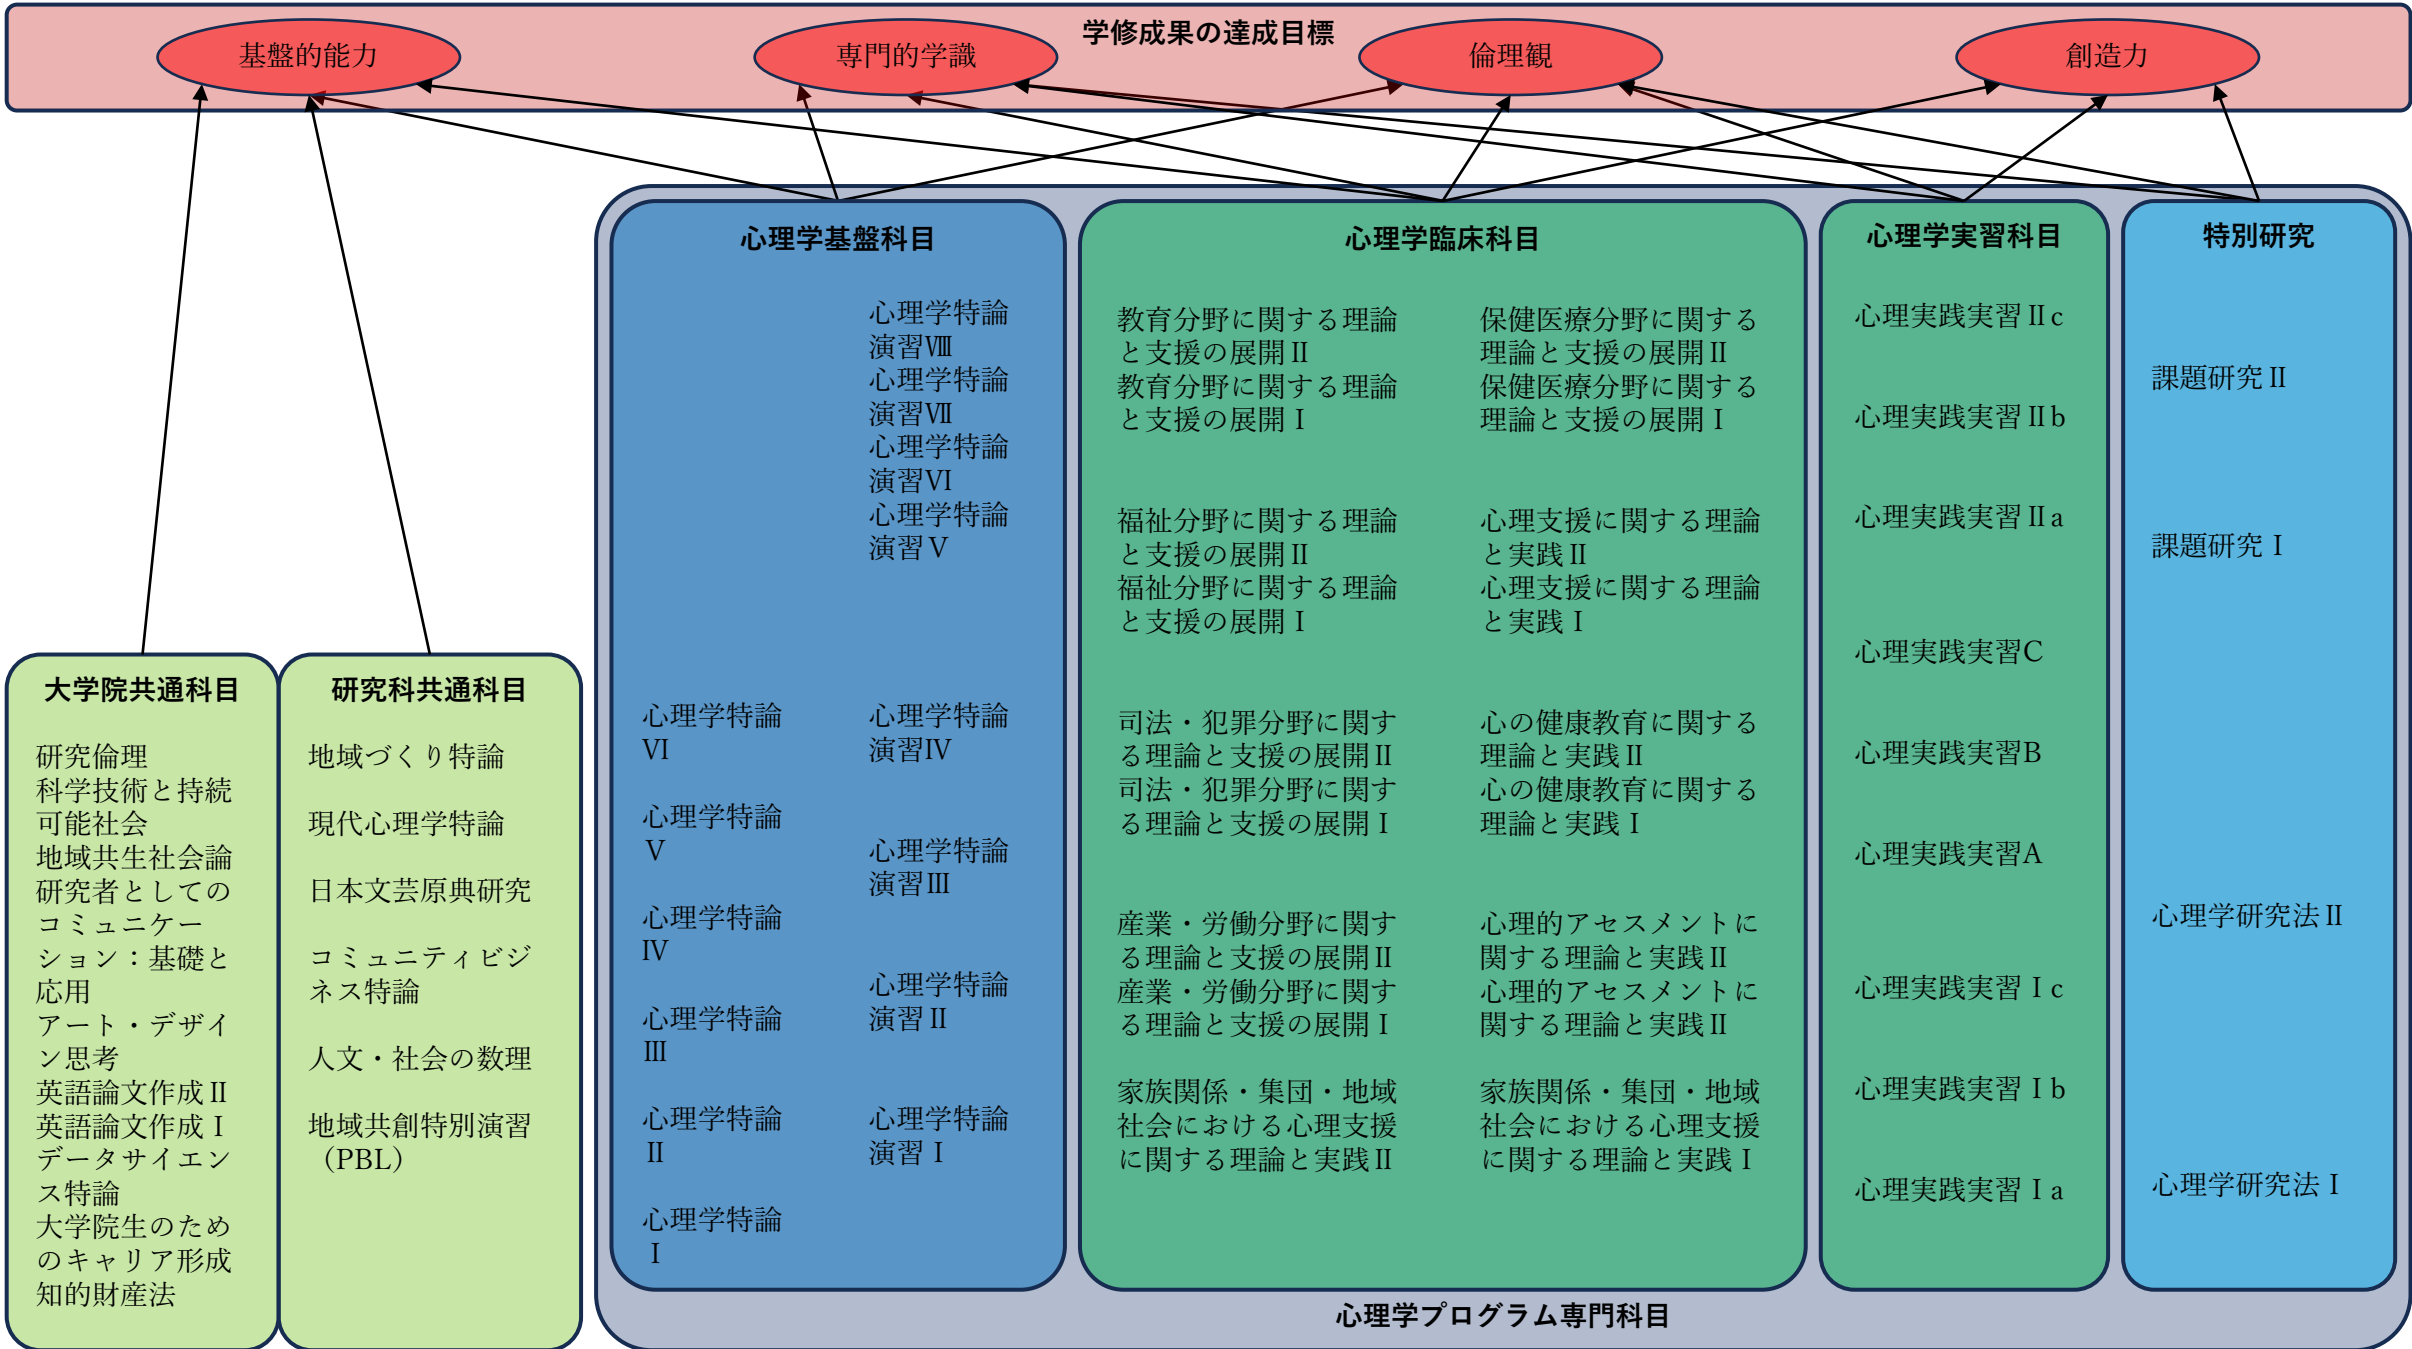 学修成果の達成目標
基盤的能力
専門的学識
倫理観
創造力
大学院共通科目
研究倫理
科学技術と持続
可能社会
地域共生社会論
研究者としての
コミュニケー
ション：基礎と
応用
アート・デザイ
ン思考
英語論文作成Ⅱ
英語論文作成Ⅰ
データサイエン
ス特論
大学院生のため
のキャリア形成
知的財産法
研究科共通科目
地域づくり特論
現代心理学特論
日本文芸原典研究
コミュニティビジ
ネス特論
人文・社会の数理
地域共創特別演習
（PBL）
心理学基盤科目
心理学特論
Ⅵ
心理学特論
Ⅴ
心理学特論
Ⅳ
心理学特論
Ⅲ
心理学特論
Ⅱ
心理学特論
Ⅰ
心理学特論
演習Ⅷ
心理学特論
演習Ⅶ
心理学特論
演習Ⅵ
心理学特論
演習Ⅴ
心理学特論
演習Ⅳ
心理学特論
演習Ⅲ
心理学特論
演習Ⅱ
心理学特論
演習Ⅰ
心理学臨床科目
教育分野に関する理論
と支援の展開Ⅱ
教育分野に関する理論
と支援の展開Ⅰ
福祉分野に関する理論
と支援の展開Ⅱ
福祉分野に関する理論
と支援の展開Ⅰ
司法・犯罪分野に関す
る理論と支援の展開Ⅱ
司法・犯罪分野に関す
る理論と支援の展開Ⅰ
産業・労働分野に関す
る理論と支援の展開Ⅱ
産業・労働分野に関す
る理論と支援の展開Ⅰ
家族関係・集団・地域
社会における心理支援
に関する理論と実践Ⅱ
保健医療分野に関する
理論と支援の展開Ⅱ
保健医療分野に関する
理論と支援の展開Ⅰ
心理支援に関する理論
と実践Ⅱ
心理支援に関する理論
と実践Ⅰ
心の健康教育に関する
理論と実践Ⅱ
心の健康教育に関する
理論と実践Ⅰ
心理的アセスメントに
関する理論と実践Ⅱ
心理的アセスメントに
関する理論と実践Ⅱ
家族関係・集団・地域
社会における心理支援
に関する理論と実践Ⅰ
心理学実習科目
心理実践実習Ⅱc
心理実践実習Ⅱb
心理実践実習Ⅱa
心理実践実習C
心理実践実習B
心理実践実習A
心理実践実習Ⅰc
心理実践実習Ⅰb
心理実践実習Ⅰa
特別研究
課題研究Ⅱ
課題研究Ⅰ
心理学研究法Ⅱ
心理学研究法Ⅰ
心理学プログラム専門科目